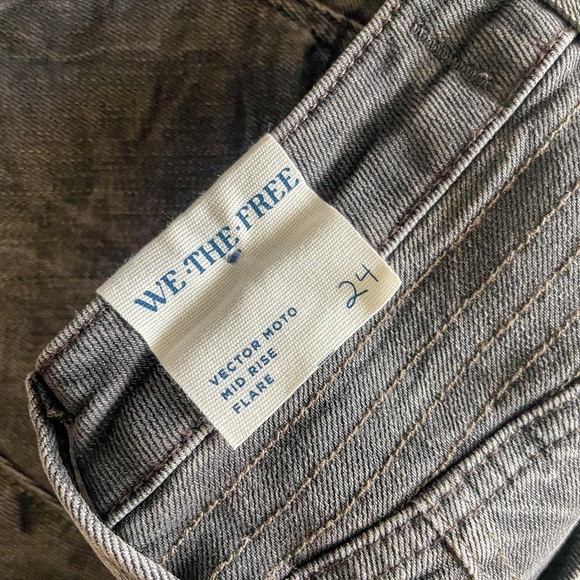 WE·THE·FREE
24
VECTOR MOTO
MID RISE
FLARE